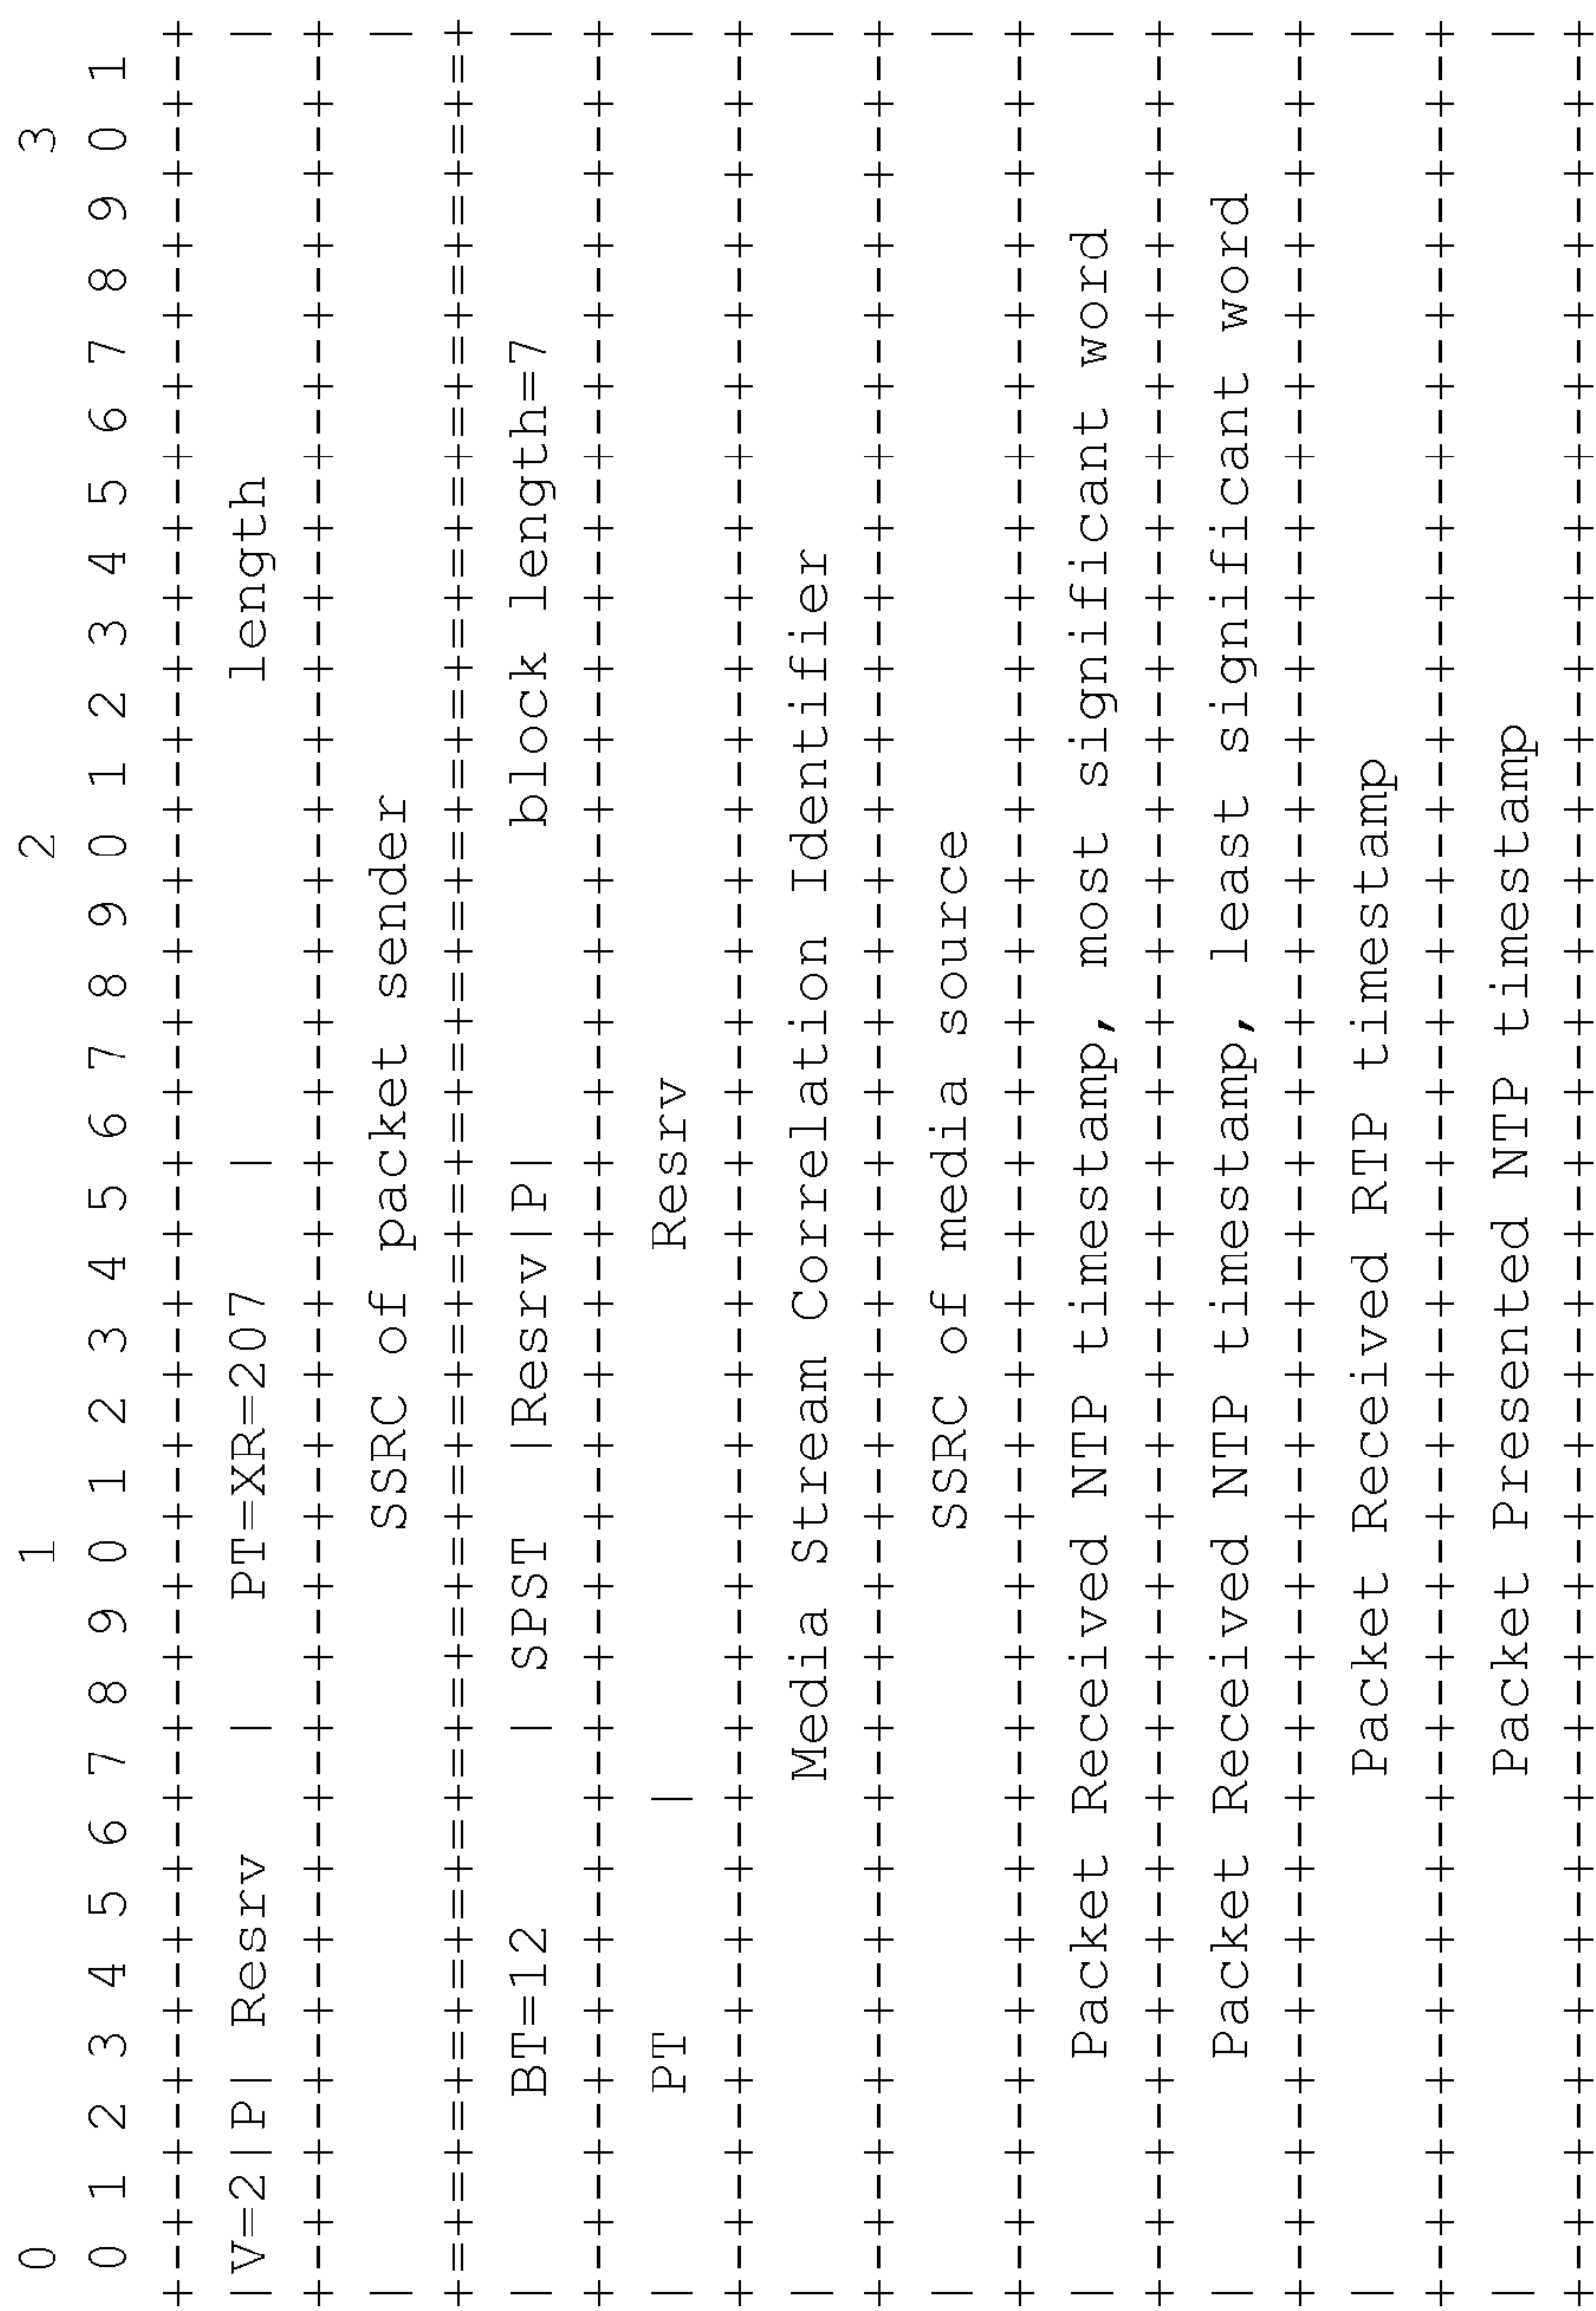 0                   1                   2                   3
 0 1 2 3 4 5 6 7 8 9 0 1 2 3 4 5 6 7 8 9 0 1 2 3 4 5 6 7 8 9 0 1
+-+-+-+-+-+-+-+-+-+-+-+-+-+-+-+-+-+-+-+-+-+-+-+-+-+-+-+-+-+-+-+-+
|V=2|P| Resrv   |   PT=XR=207   |             length            |
+-+-+-+-+-+-+-+-+-+-+-+-+-+-+-+-+-+-+-+-+-+-+-+-+-+-+-+-+-+-+-+-+
|                     SSRC of packet sender                     |
+=+=+=+=+=+=+=+=+=+=+=+=+=+=+=+=+=+=+=+=+=+=+=+=+=+=+=+=+=+=+=+=+
|     BT=12     | SPST  |Resrv|P|         block length=7        |
+-+-+-+-+-+-+-+-+-+-+-+-+-+-+-+-+-+-+-+-+-+-+-+-+-+-+-+-+-+-+-+-+
|     PT      |               Resrv                             |
+-+-+-+-+-+-+-+-+-+-+-+-+-+-+-+-+-+-+-+-+-+-+-+-+-+-+-+-+-+-+-+-+
|              Media Stream Correlation Identifier              |
+-+-+-+-+-+-+-+-+-+-+-+-+-+-+-+-+-+-+-+-+-+-+-+-+-+-+-+-+-+-+-+-+
|                     SSRC of media source                      |
+-+-+-+-+-+-+-+-+-+-+-+-+-+-+-+-+-+-+-+-+-+-+-+-+-+-+-+-+-+-+-+-+
|      Packet Received NTP timestamp, most significant word     |
+-+-+-+-+-+-+-+-+-+-+-+-+-+-+-+-+-+-+-+-+-+-+-+-+-+-+-+-+-+-+-+-+
|      Packet Received NTP timestamp, least significant word    |
+-+-+-+-+-+-+-+-+-+-+-+-+-+-+-+-+-+-+-+-+-+-+-+-+-+-+-+-+-+-+-+-+
|              Packet Received RTP timestamp                    |
+-+-+-+-+-+-+-+-+-+-+-+-+-+-+-+-+-+-+-+-+-+-+-+-+-+-+-+-+-+-+-+-+
|              Packet Presented NTP timestamp                   |
+-+-+-+-+-+-+-+-+-+-+-+-+-+-+-+-+-+-+-+-+-+-+-+-+-+-+-+-+-+-+-+-+